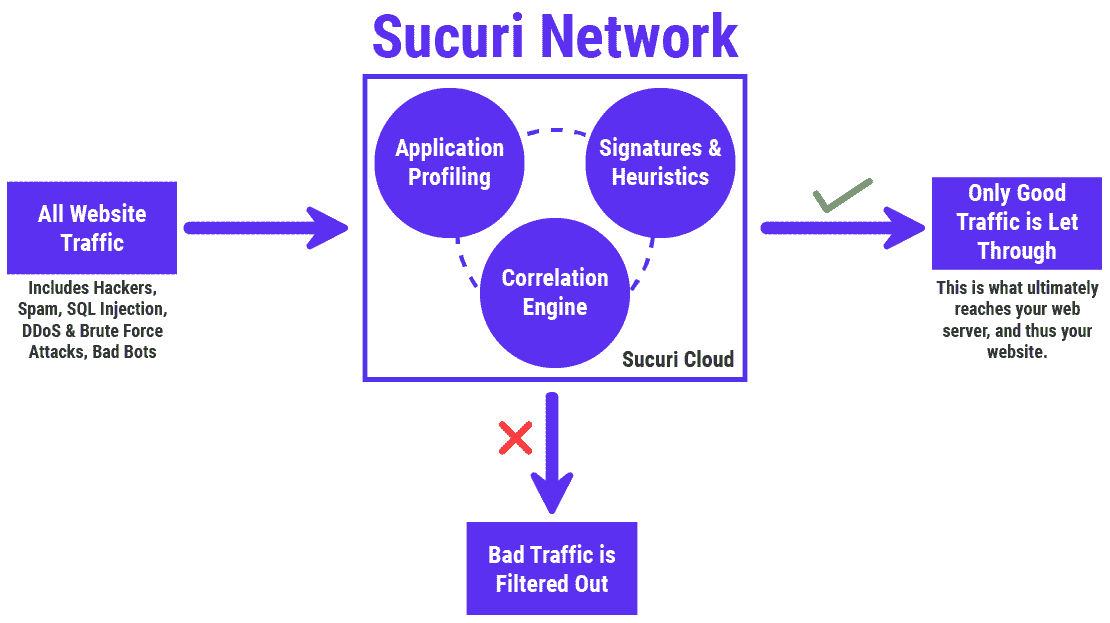 Sucuri Network
Application
Profiling
Signatures &
Heuristics
Correlation
Engine
Sucuri Cloud
All Website
Traffic
Includes Hackers,
Spam, SQL Injection,
DDoS & Brute Force
Attacks, Bad Bots
Only Good
Traffic is Let
Through
This is what ultimately
reaches your web
server, and thus your
website.
Bad Traffic is
Filtered Out